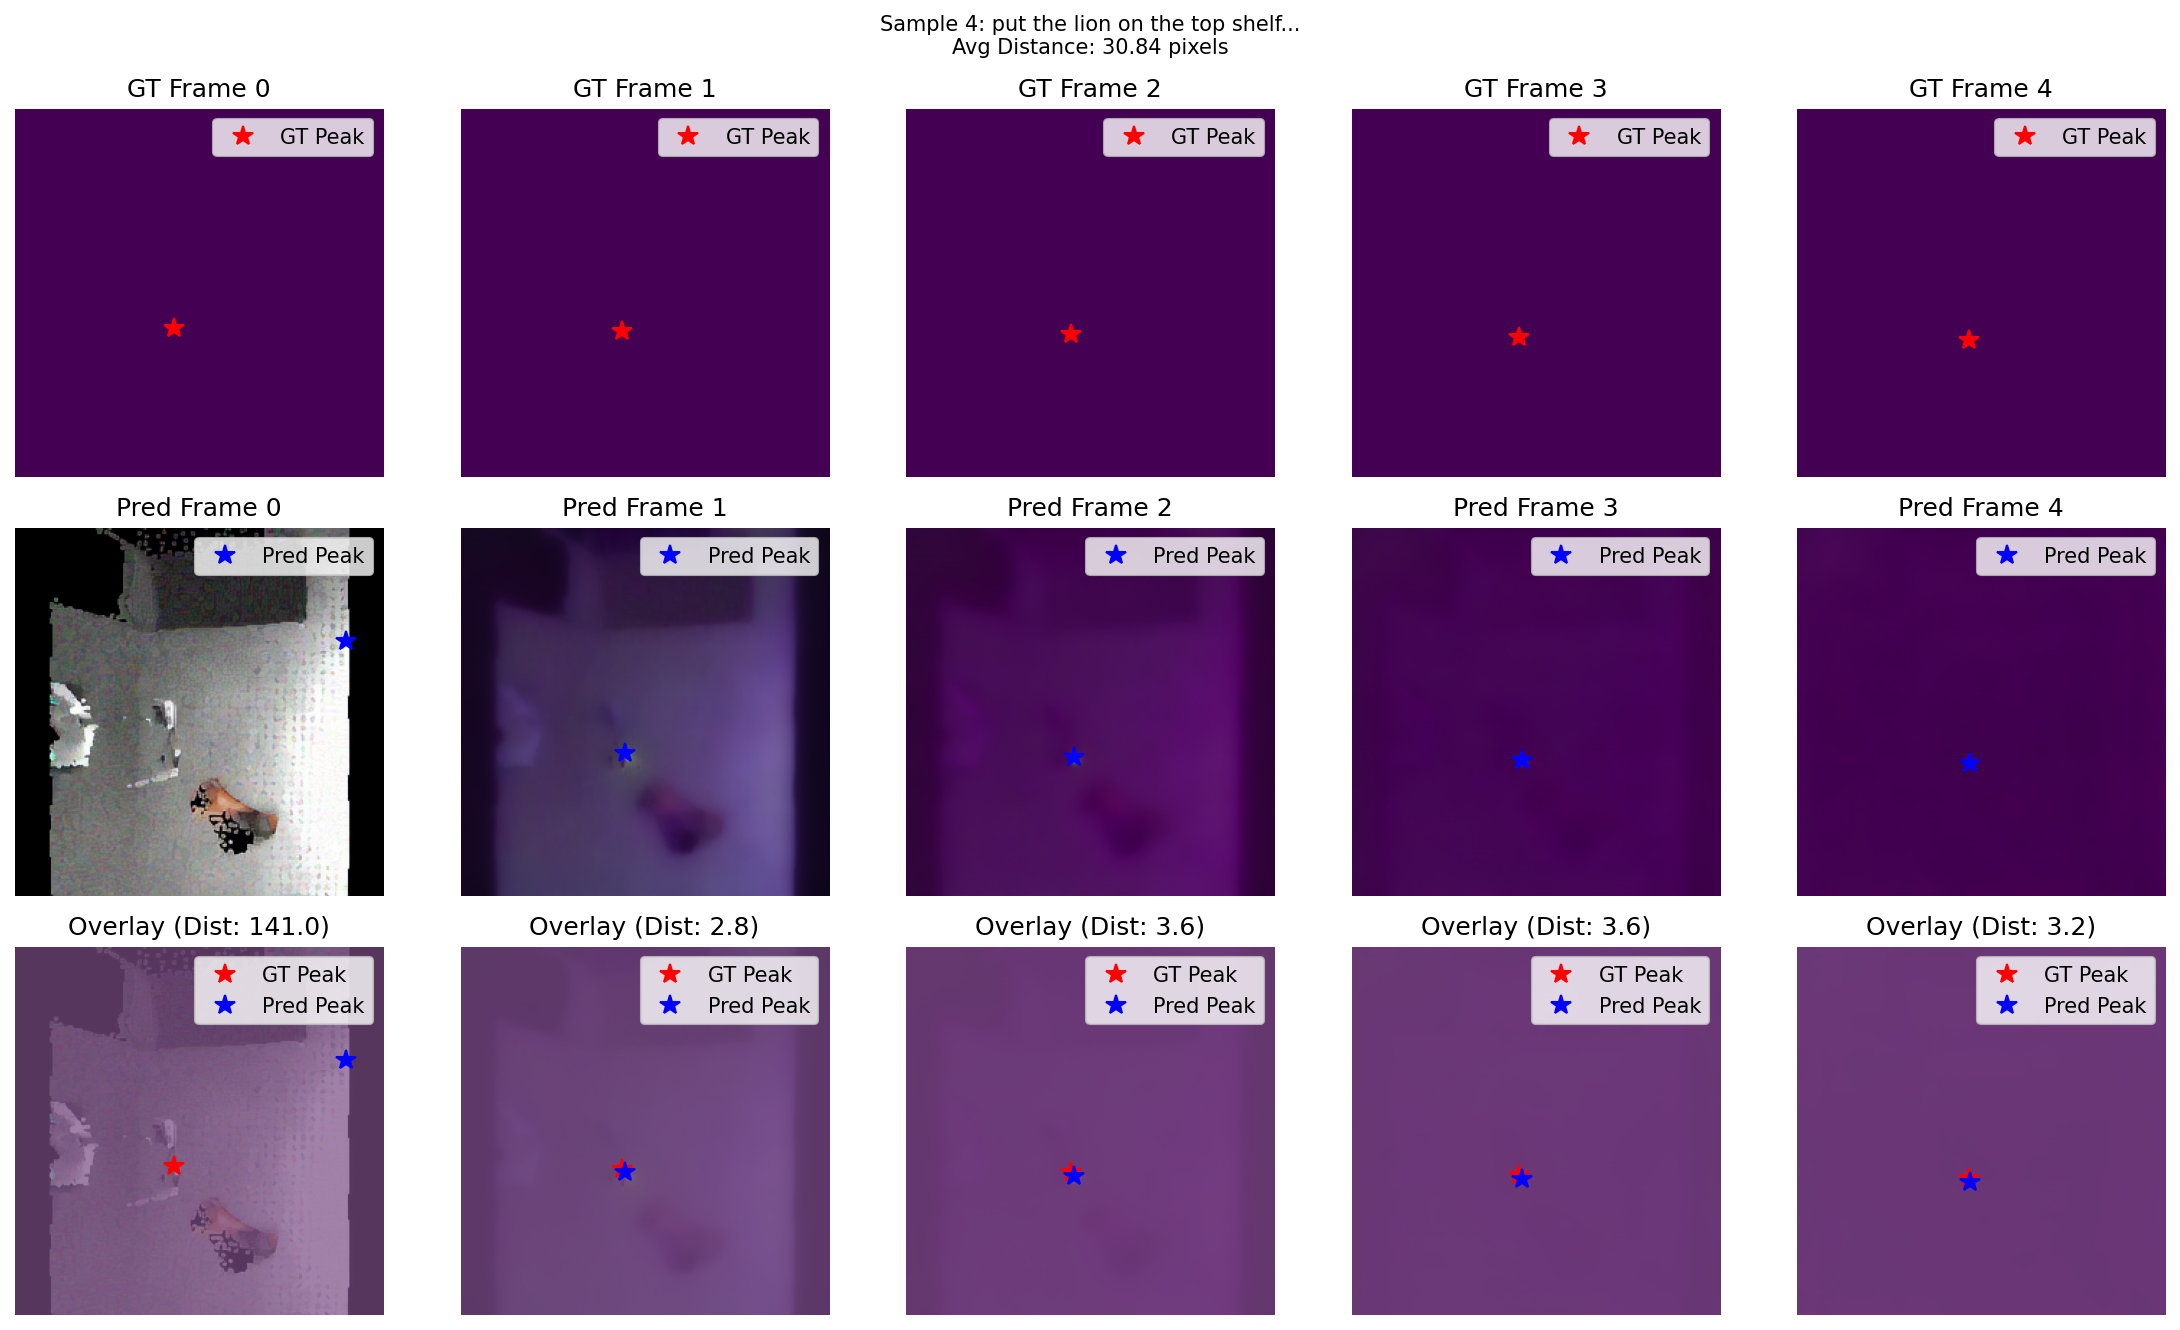 Sample 4: put the lion on the top shelf...
Avg Distance: 30.84 pixels
GT Frame 0
GT Frame 1
GT Frame 2
GT Frame 3
GT Frame 4
GT Peak
GT Peak
GT Peak
GT Peak
GT Peak
Pred Frame 0
Pred Frame 1
Pred Frame 2
Pred Frame 3
Pred Frame 4
Pred Peak
Pred Peak
Pred Peak
Pred Peak
Pred Peak
Overlay (Dist: 141.0)
Overlay (Dist: 2.8)
Overlay (Dist: 3.6)
Overlay (Dist: 3.6)
Overlay (Dist: 3.2)
GT Peak
Pred Peak
GT Peak
Pred Peak
GT Peak
Pred Peak
GT Peak
Pred Peak
GT Peak
Pred Peak